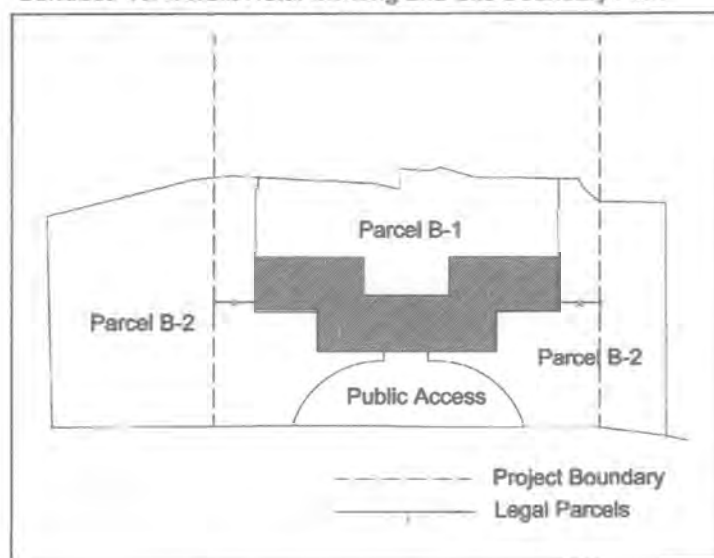 Parcel B-1
Parcel B-2
Parcel B-2
Public Access
Project Boundary
Legal Parcels